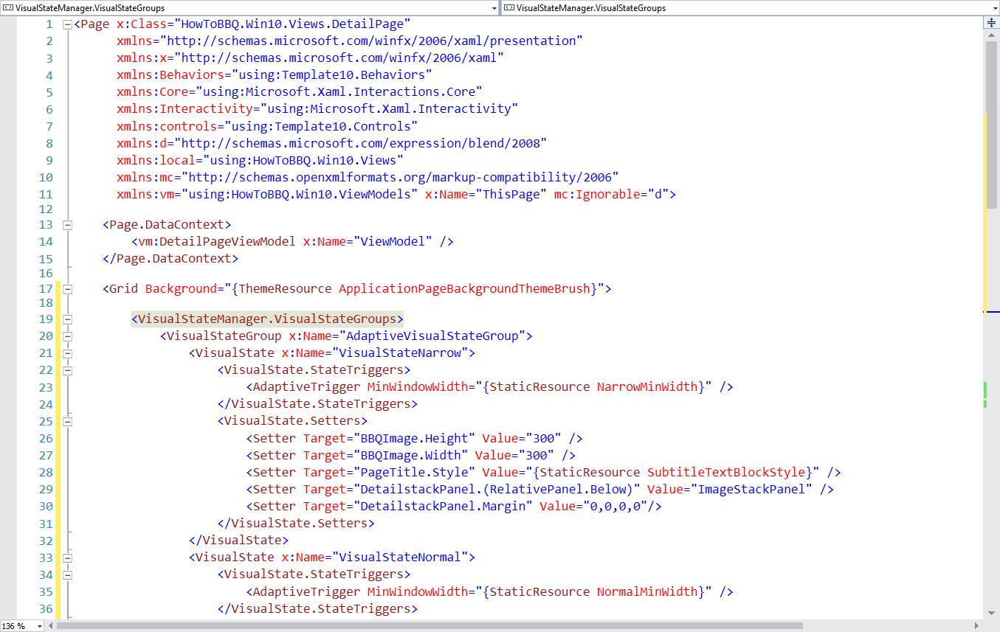 VisualStateManager.VisualStateGroups
VisualStateManager.VisualStateGroups
1 <Page x:Class="HowToBBQ.Win10.Views.DetailPage"
2 xmlns="http://schemas.microsoft.com/winfx/2006/xaml/presentation"
3 xmlns:x="http://schemas.microsoft.com/winfx/2006/xaml"
4 xmlns:Behaviors="using:Template10.Behaviors"
5 xmlns:Core="using:Microsoft.Xaml.Interactions.Core"
6 xmlns:Interactivity="using:Microsoft.Xaml.Interactivity"
7 xmlns:controls="using:Template10.Controls"
8 xmlns:d="http://schemas.microsoft.com/expression/blend/2008"
9 xmlns:local="using:HowToBBQ.Win10.Views"
10 xmlns:mc="http://schemas.openxmlformats.org/markup-compatibility/2006"
11 xmlns:vm="using:HowToBBQ.Win10.ViewModels" x:Name="ThisPage" mc:Ignorable="d">
12
13 <Page.DataContext>
14 <vm:DetailPageViewModel x:Name="ViewModel" />
15 </Page.DataContext>
16
17 <Grid Background="{ThemeResource ApplicationPageBackgroundThemeBrush}">
18
19 <VisualStateManager.VisualStateGroups>
20 <VisualStateGroup x:Name="AdaptiveVisualStateGroup">
21 <VisualState x:Name="VisualStateNarrow">
22 <VisualState.StateTriggers>
23 <AdaptiveTrigger MinWindowWidth="{StaticResource NarrowMinWidth}" />
24 </VisualState.StateTriggers>
25 <VisualState.Setters>
26 <Setter Target="BBQImage.Height" Value="300" />
27 <Setter Target="BBQImage.Width" Value="300" />
28 <Setter Target="PageTitle.Style" Value="{StaticResource SubtitleTextBlockStyle}" />
29 <Setter Target="DetailstackPanel.(RelativePanel.Below)" Value="ImageStackPanel" />
30 <Setter Target="DetailstackPanel.Margin" Value="0,0,0,0"/>
31 </VisualState.Setters>
32 </VisualState>
33 <VisualState x:Name="VisualStateNormal">
34 <VisualState.StateTriggers>
35 <AdaptiveTrigger MinWindowWidth="{StaticResource NormalMinWidth}" />
36 </VisualState.StateTriggers>
136 %